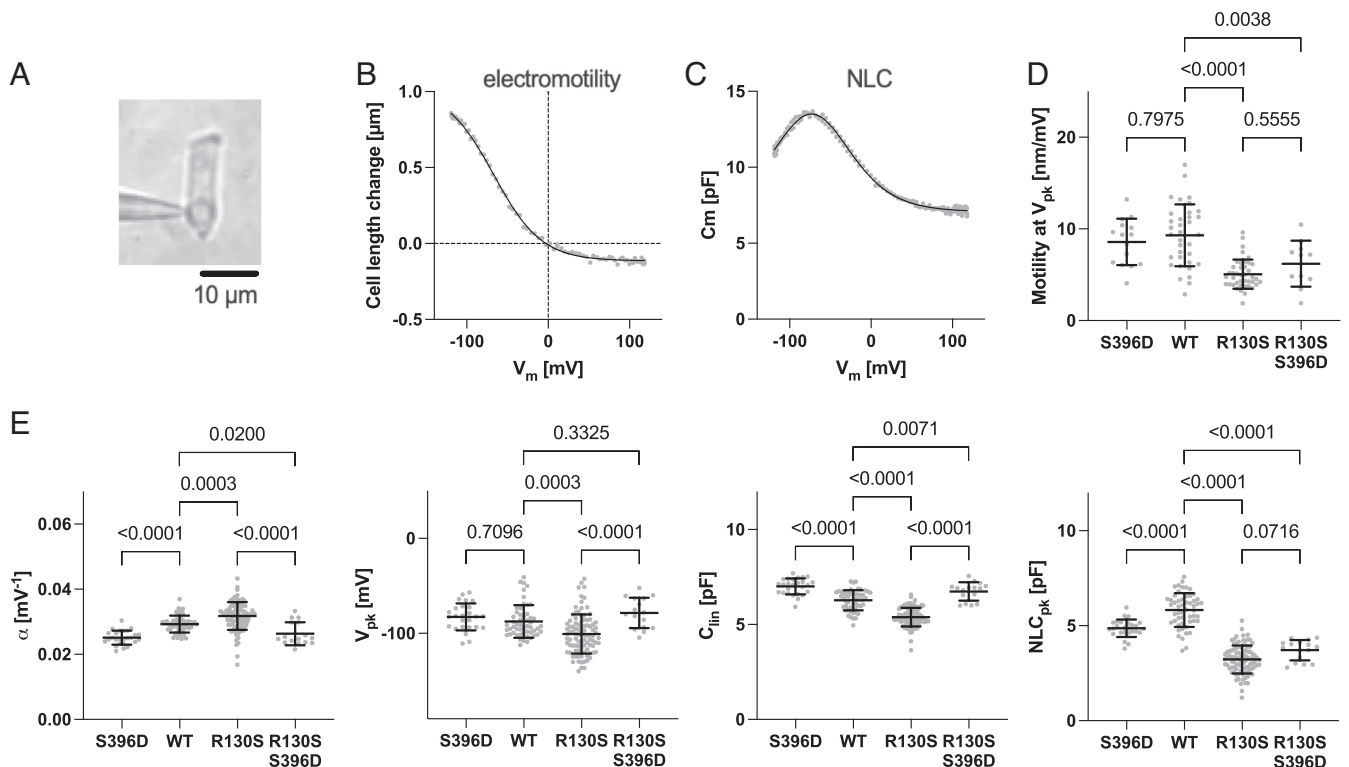 A
10 μm
B
electromotility
Cell length change [μm]
1.0
0.5
0.0
-0.5
-100
0
100
Vm [mV]
C
NLC
Cm [pF]
15
10
5
0
-100
0
100
Vm [mV]
D
0.0038
<0.0001
0.7975
0.5555
Motility at Vpk [nm/mV]
20
10
0
S396D
WT
R130S
R130S
S396D
E
0.0200
0.0003
<0.0001
<0.0001
α [mV-1]
0.06
0.04
0.02
0.00
S396D
WT
R130S
R130S
S396D
0.3325
0.0003
0.7096
<0.0001
Vpk [mV]
0
-100
S396D
WT
R130S
R130S
S396D
0.0071
<0.0001
<0.0001
<0.0001
Clin [pF]
10
5
0
S396D
WT
R130S
R130S
S396D
<0.0001
<0.0001
<0.0001
0.0716
NLCpk [pF]
10
5
0
S396D
WT
R130S
R130S
S396D